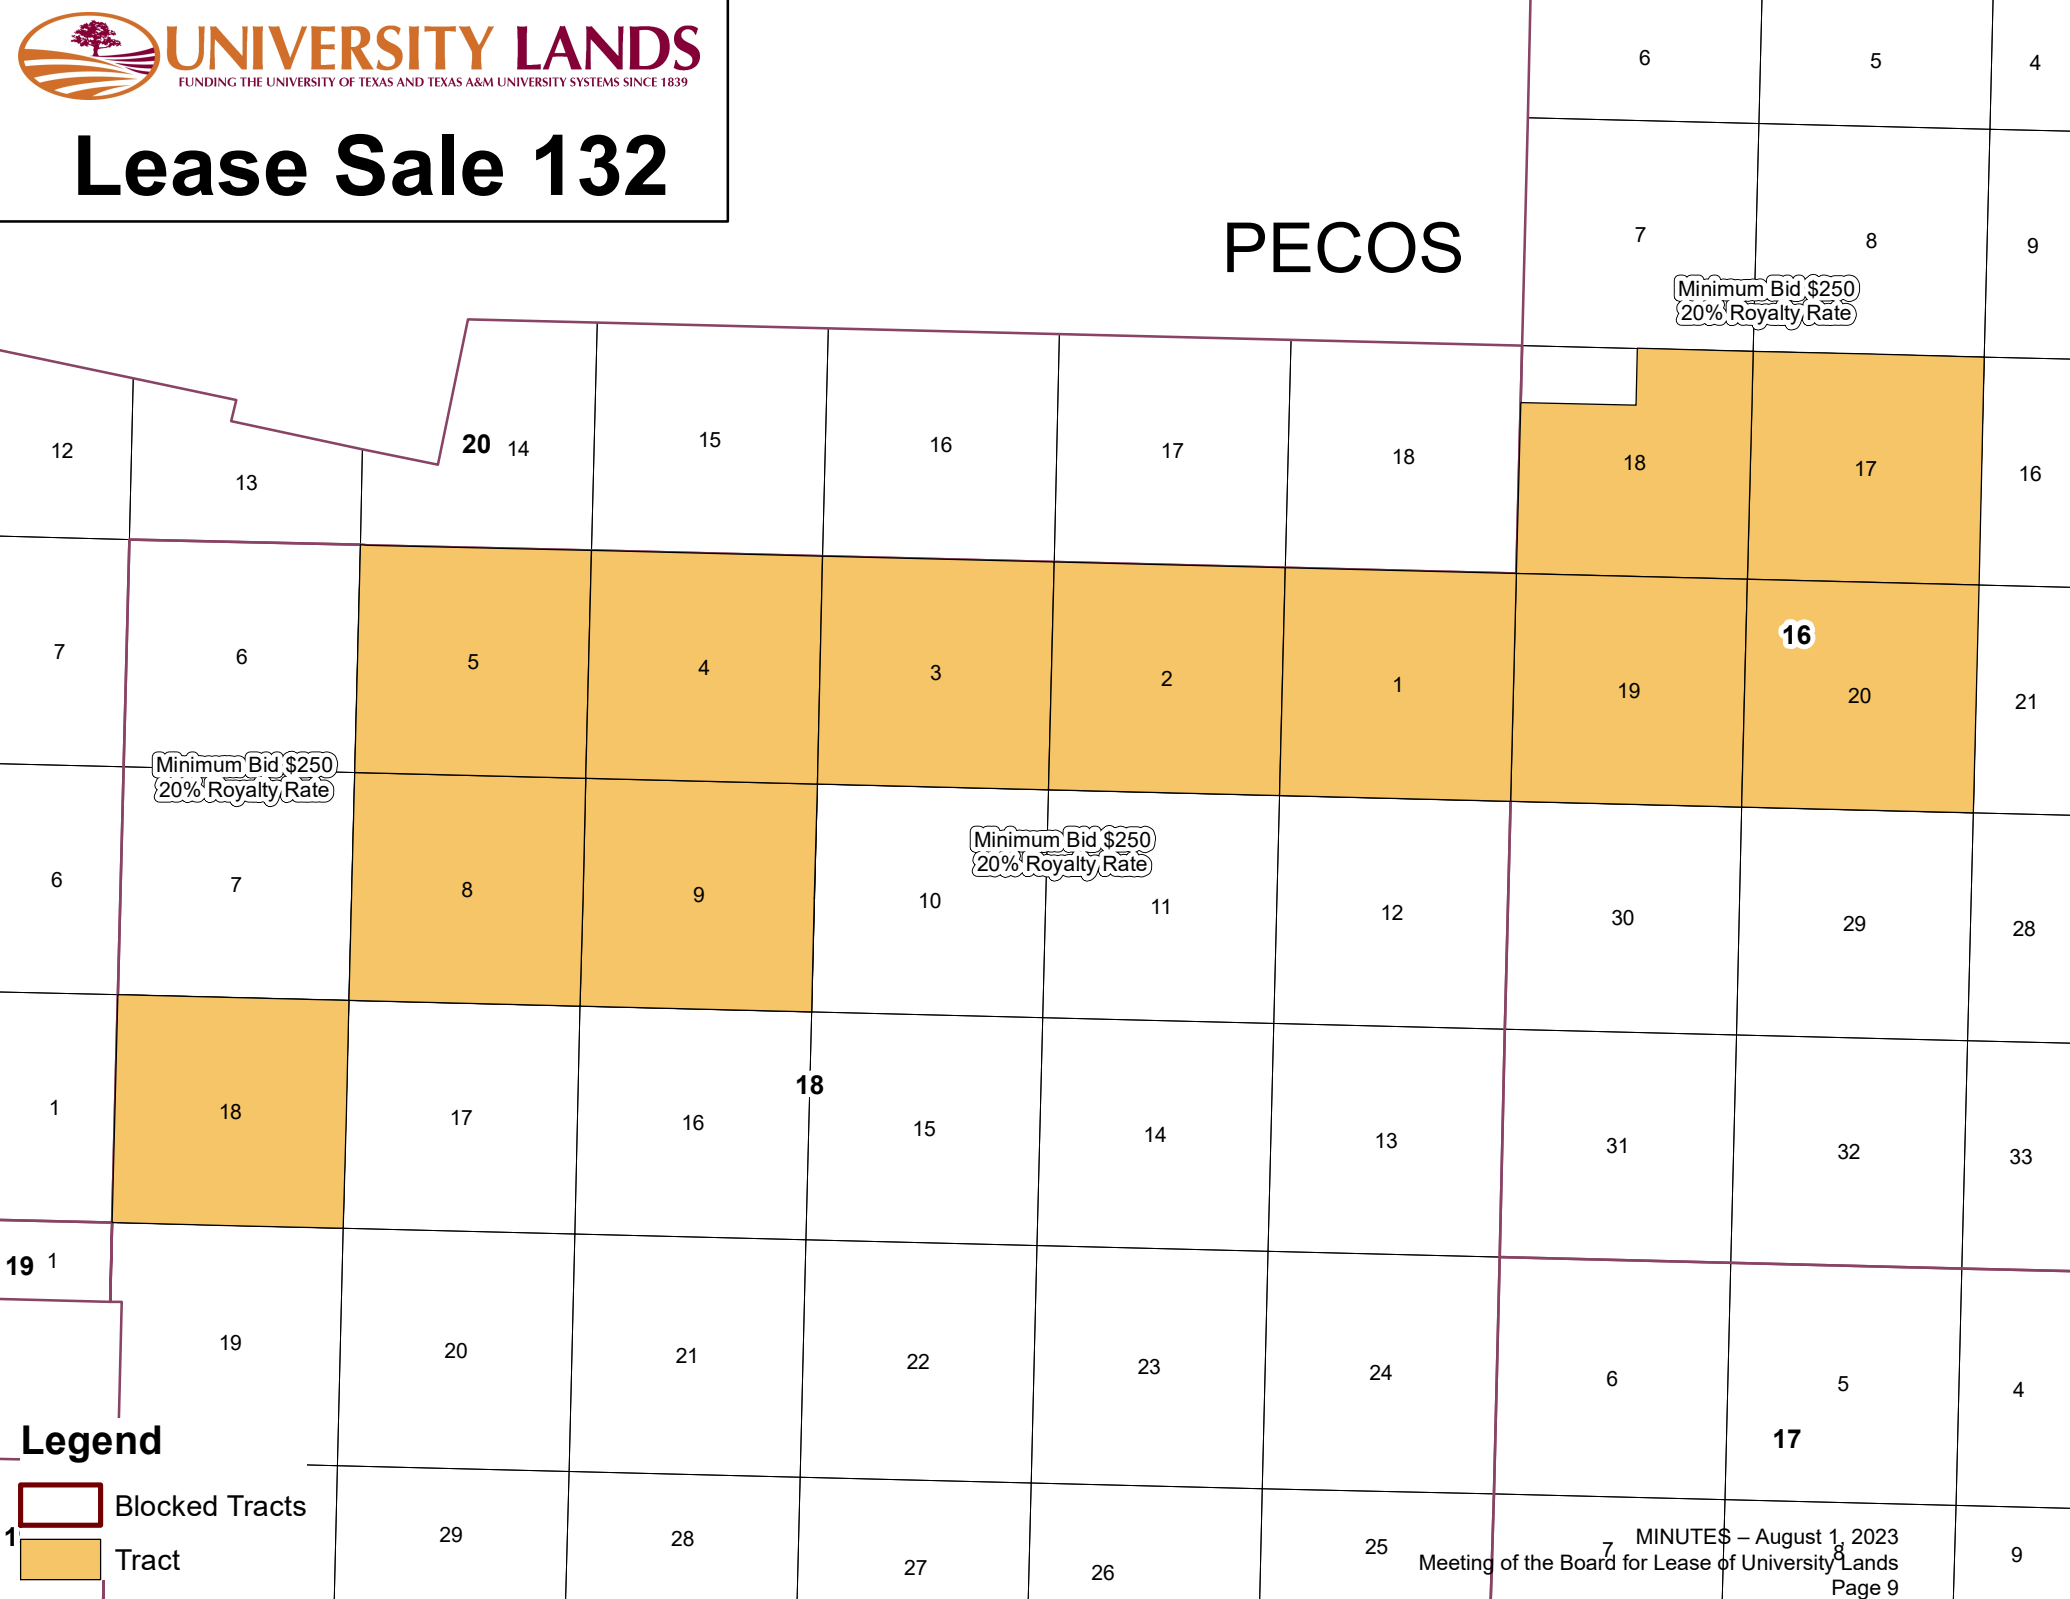 UNIVERSITY LANDS
FUNDING THE UNIVERSITY OF TEXAS AND TEXAS A&M UNIVERSITY SYSTEMS SINCE 1839
Lease Sale 132
6 5 4
PECOS
7 8 9
Minimum Bid $250
20% Royalty Rate
12 13 20 14 15 16 17 18 18 17 16
7 6 5 4 3 2 1 19 16 20 21
Minimum Bid $250
20% Royalty Rate
Minimum Bid $250
20% Royalty Rate
6 7 8 9 10 11 12 30 29 28
1 18 17 16 18 15 14 13 31 32 33
19 1
19 20 21 22 23 24 6 5 4
17
Legend
Blocked Tracts
Tract
1
29 28 27 26 25 7 8 9
MINUTES – August 1, 2023
Meeting of the Board for Lease of University Lands
Page 9